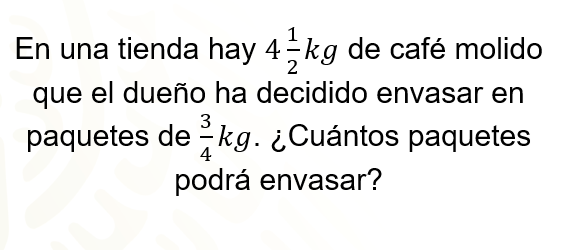 En una tienda hay 4 1/2 kg de café molido
que el dueño ha decidido envasar en
paquetes de 3/4 kg. ¿Cuántos paquetes
podrá envasar?